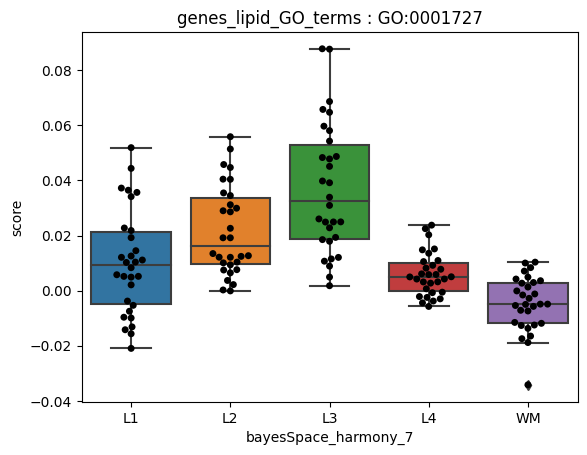 genes_lipid_GO_terms : GO:0001727
0.08
0.06
0.04
0.02
0.00
−0.02
−0.04
score
L1 L2 L3 L4 WM
bayesSpace_harmony_7